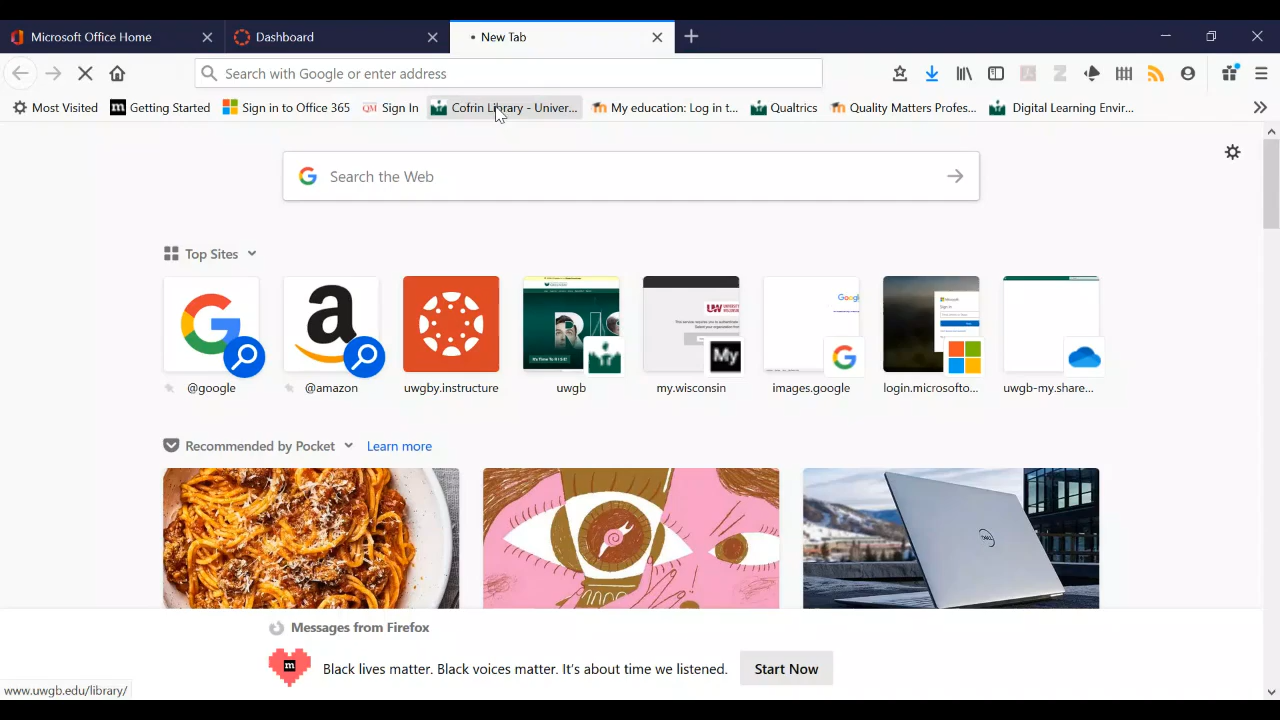 Microsoft Office Home
Dashboard
• New Tab
Search with Google or enter address
Most Visited
m Getting Started
Sign in to Office 365
QM Sign In
Cofrin Library - Univer...
My education: Log in t...
Qualtrics
Quality Matters Profes...
Digital Learning Envir...
Search the Web
Top Sites
My
@google
@amazon
uwgby.instructure
uwgb
my.wisconsin
images.google
login.microsofto...
uwgb-my.share...
Recommended by Pocket
Learn more
DELL
Messages from Firefox
m Black lives matter. Black voices matter. It's about time we listened.
Start Now
www.uwgb.edu/library/